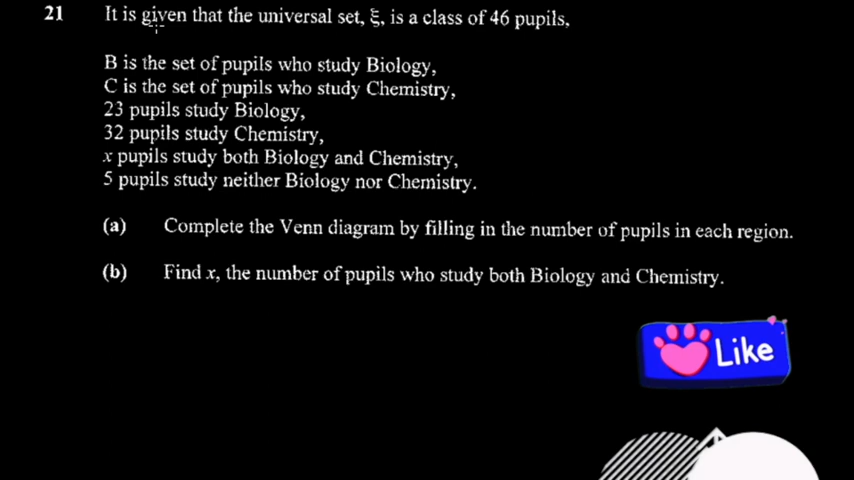 21 It is given that the universal set, ξ, is a class of 46 pupils,
B is the set of pupils who study Biology,
C is the set of pupils who study Chemistry,
23 pupils study Biology,
32 pupils study Chemistry,
x pupils study both Biology and Chemistry,
5 pupils study neither Biology nor Chemistry.
(a) Complete the Venn diagram by filling in the number of pupils in each region.
(b) Find x, the number of pupils who study both Biology and Chemistry.
Like